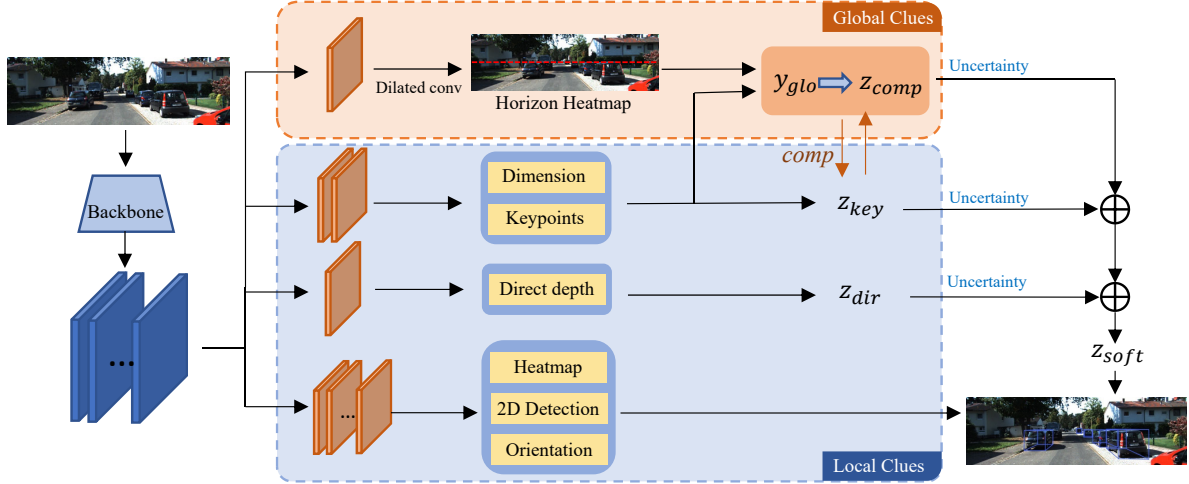 Global Clues
Dilated conv
Horizon Heatmap
y_glo z_comp
Uncertainty
comp
Backbone
Dimension
Keypoints
z_key
Uncertainty
Direct depth
z_dir
Uncertainty
...
Heatmap
...
2D Detection
Orientation
z_soft
Local Clues